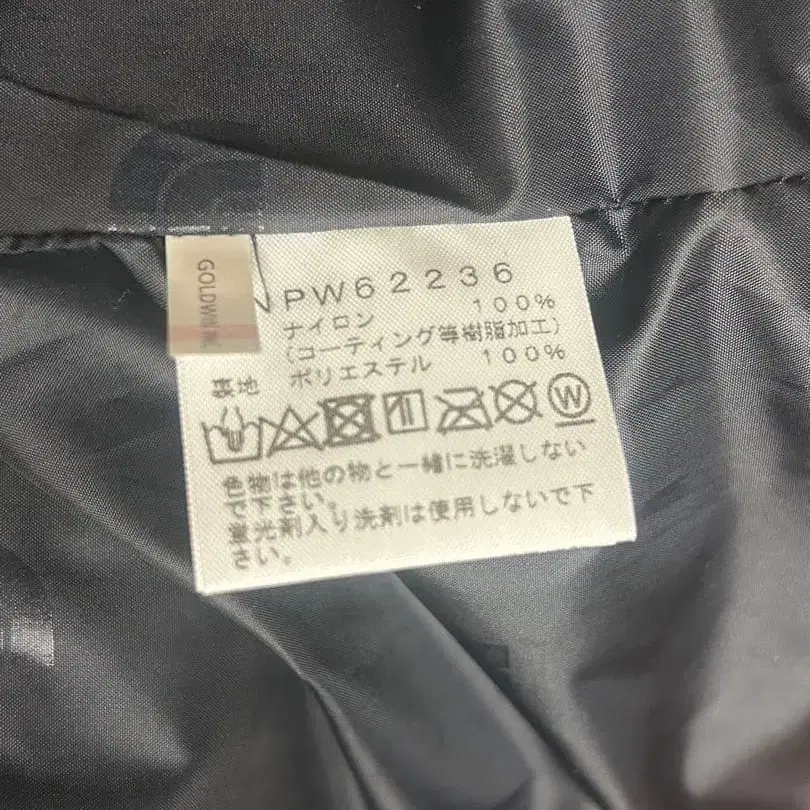 GOLDWIN
NPW62236
ナイロン 100%
(コーティング等樹脂加工)
裏地 ポリエステル 100%
W
色物は他の物と一緒に洗濯しない
で下さい。
蛍光剤入り洗剤は使用しないで下
さい。